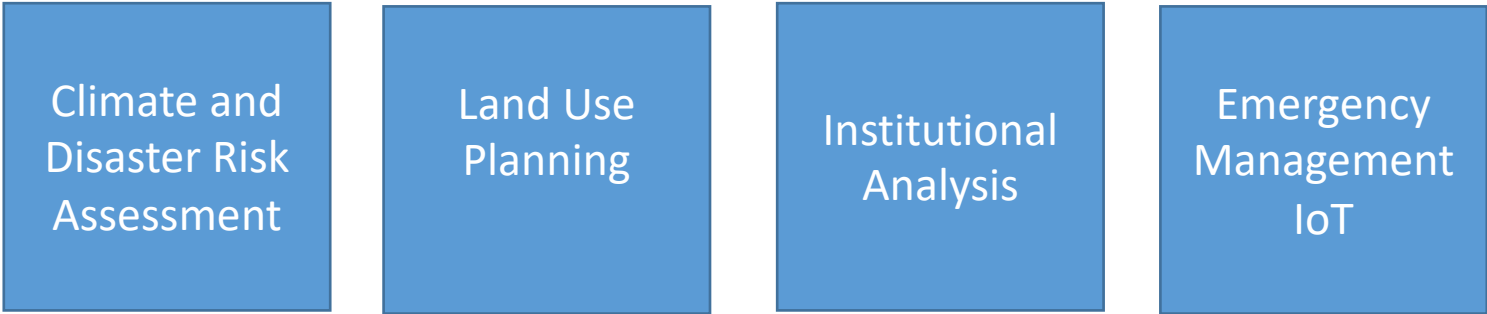 Climate and
Disaster Risk
Assessment
Land Use
Planning
Institutional
Analysis
Emergency
Management
IoT